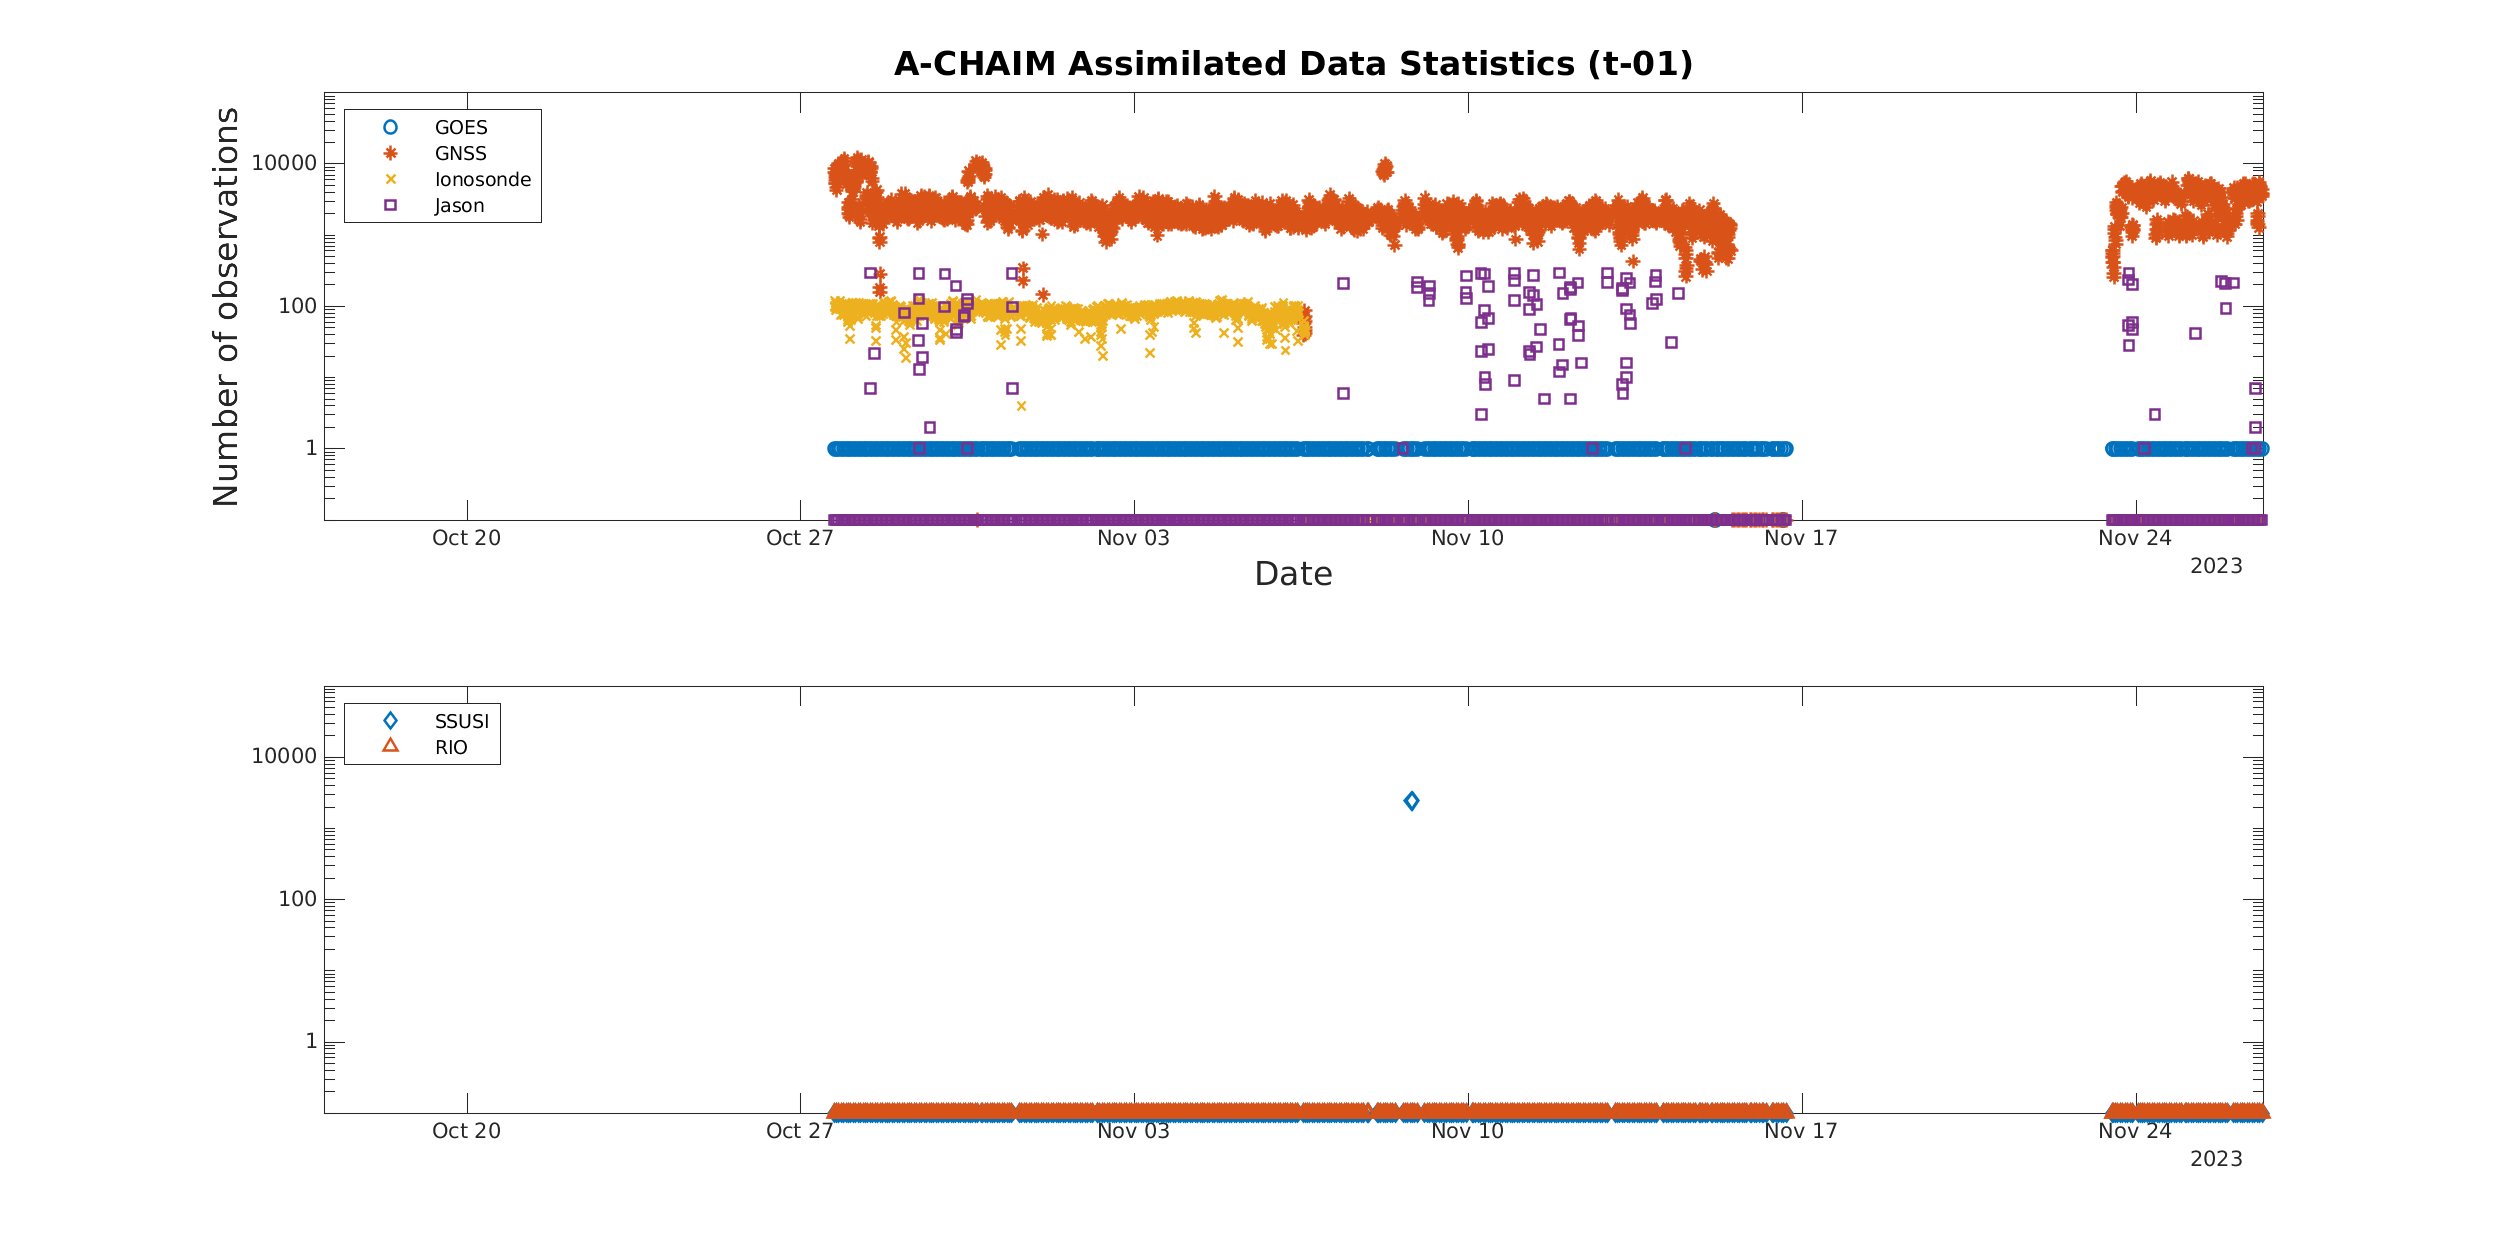 A-CHAIM Assimilated Data Statistics (t-01)
Number of observations
10000
100
1
GOES
GNSS
Ionosonde
Jason
Oct 20
Oct 27
Nov 03
Nov 10
Nov 17
Nov 24
2023
Date
10000
100
1
SSUSI
RIO
Oct 20
Oct 27
Nov 03
Nov 10
Nov 17
Nov 24
2023